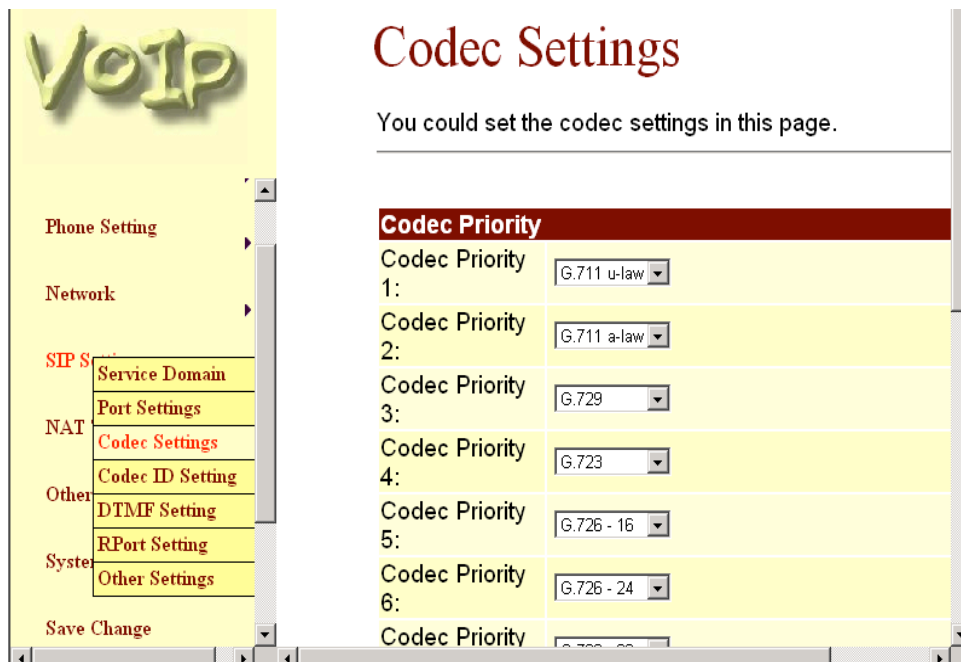 VoIP
Codec Settings
You could set the codec settings in this page.
Phone Setting
Network
SIP
Service Domain
Port Settings
NAT
Codec Settings
Codec ID Setting
Other
DTMF Setting
RPort Setting
Other Settings
Save Change
Codec Priority
Codec Priority
1:
G.711 u-law
Codec Priority
2:
G.711 a-law
Codec Priority
3:
G.729
Codec Priority
4:
G.723
Codec Priority
5:
G.726 - 16
Codec Priority
6:
G.726 - 24
Codec Priority